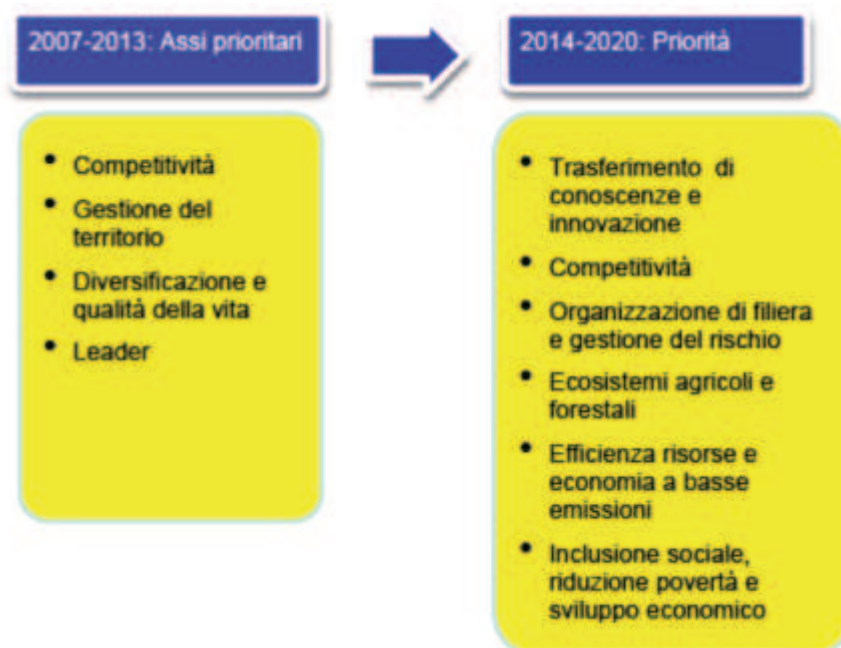 2007-2013: Assi prioritari
• Competitività
• Gestione del
territorio
• Diversificazione e
qualità della vita
• Leader
2014-2020: Priorità
• Trasferimento di
conoscenze e
innovazione
• Competitività
• Organizzazione di filiera
e gestione del rischio
• Ecosistemi agricoli e
forestali
• Efficienza risorse e
economia a basse
emissioni
• Inclusione sociale,
riduzione povertà e
sviluppo economico